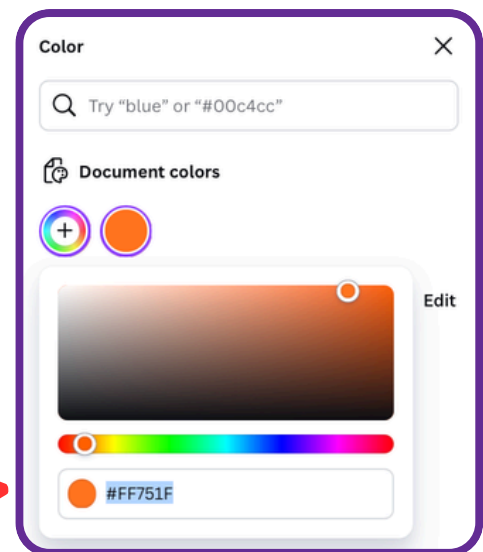 Color
Try “blue” or “#00c4cc”
Document colors
Edit
#FF751F